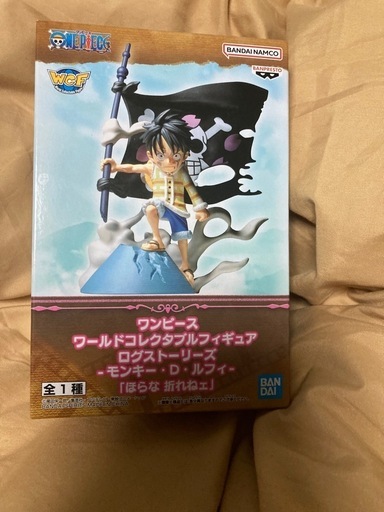 ONE PIECE
BANDAI NAMCO
WCF
BANPRESTO
ワンピース
ワールドコレクタブルフィギュア
ログストーリーズ
-モンキー・D・ルフィ-
「ほらな 折れねェ」
全1種
BAN
DAI